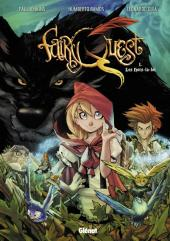 PAUL JENKINS HUMBERTO RAMOS LEONARDO OLEA
FAIRY QUEST
1.
LES HORS-LA-LOI
Glénat